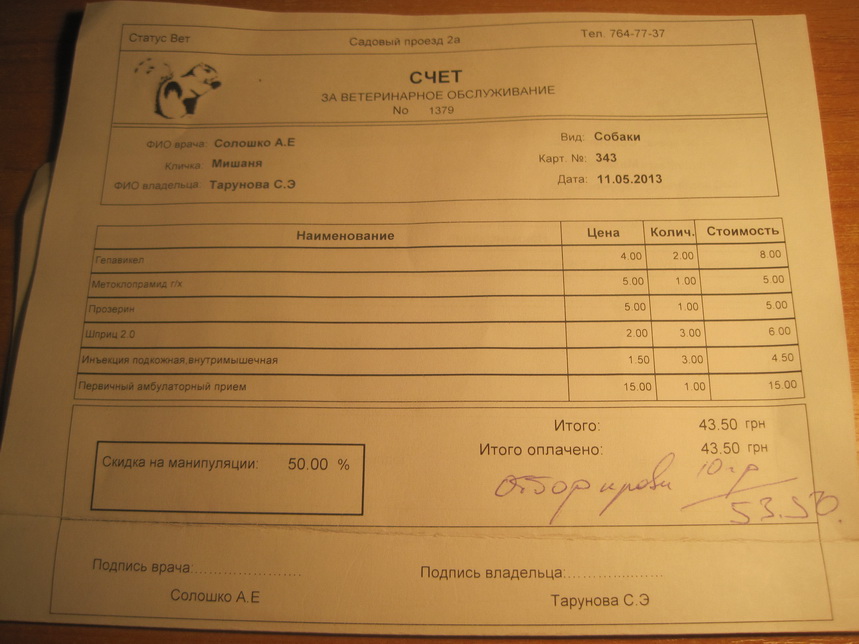 Статус Вет Садовый проезд 2а Тел. 764-77-37
СЧЕТ
ЗА ВЕТЕРИНАРНОЕ ОБСЛУЖИВАНИЕ
No 1379
ФИО врача: Солошко А.Е Вид: Собаки
Кличка: Мишаня Карт. №: 343
ФИО владельца: Тарунова С.Э Дата: 11.05.2013
Наименование Цена Колич. Стоимость
Гепавикел 4.00 2.00 8.00
Метоклопрамид г/х 5.00 1.00 5.00
Прозерин 5.00 1.00 5.00
Шприц 2.0 2.00 3.00 6.00
Инъекция подкожная,внутримышечная 1.50 3.00 4.50
Первичный амбулаторный прием 15.00 1.00 15.00
Итого: 43.50 грн
Итого оплачено: 43.50 грн
Скидка на манипуляции: 50.00 %
Отбор крови 10 гр
53.50.
Подпись врача:........................ Подпись владельца:......................
Солошко А.Е Тарунова С.Э